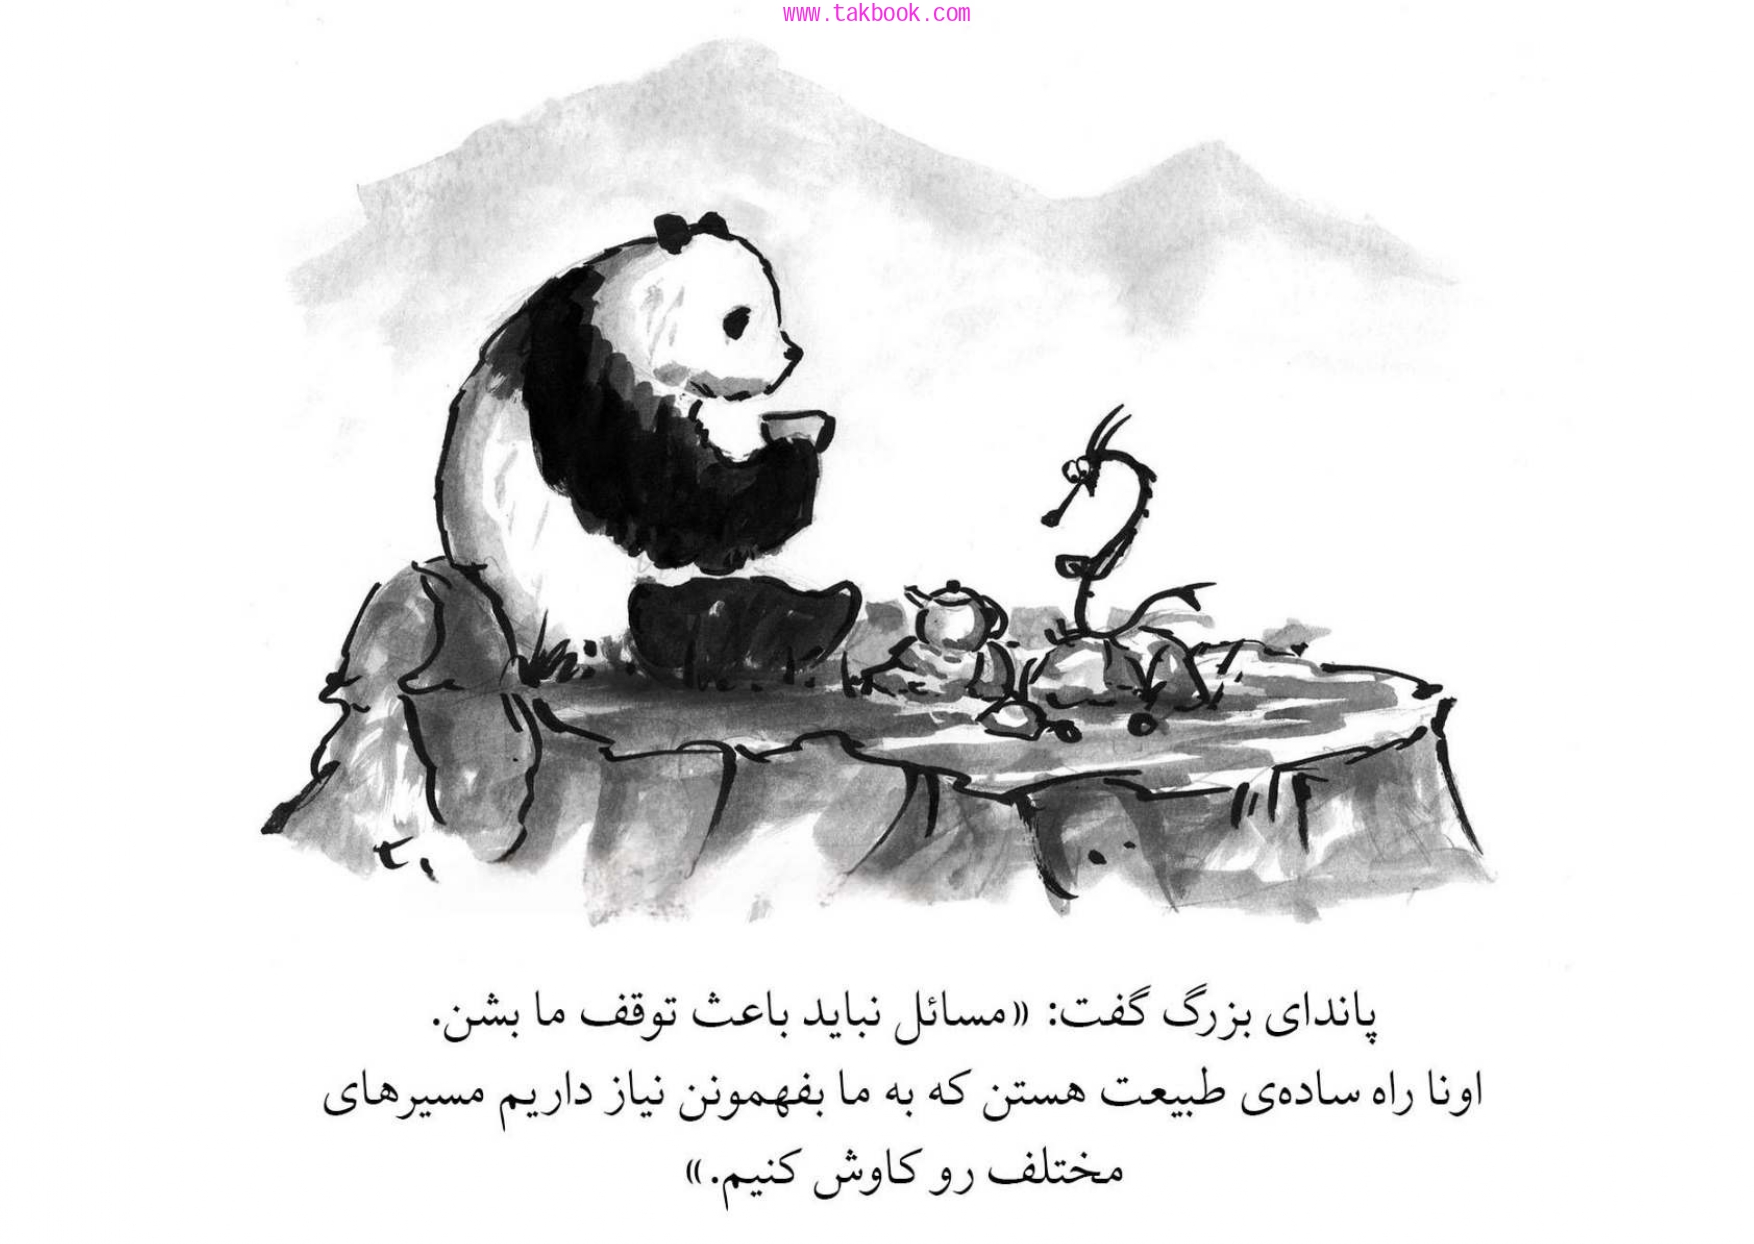 www.takbook.com
پاندای بزرگ گفت: «مسائل نباید باعث توقف ما بشن.
اونا راه ساده‌ی طبیعت هستن که به ما بفهمونن نیاز داریم مسیرهای
مختلف رو کاوش کنیم.»